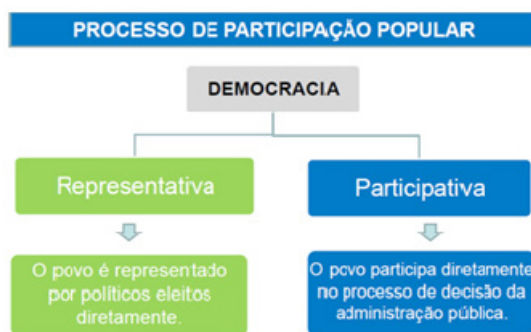 PROCESSO DE PARTICIPAÇÃO POPULAR
DEMOCRACIA
Representativa
Participativa
O povo é representado
por políticos eleitos
diretamente.
O povo participa diretamente
no processo de decisão da
administração pública.